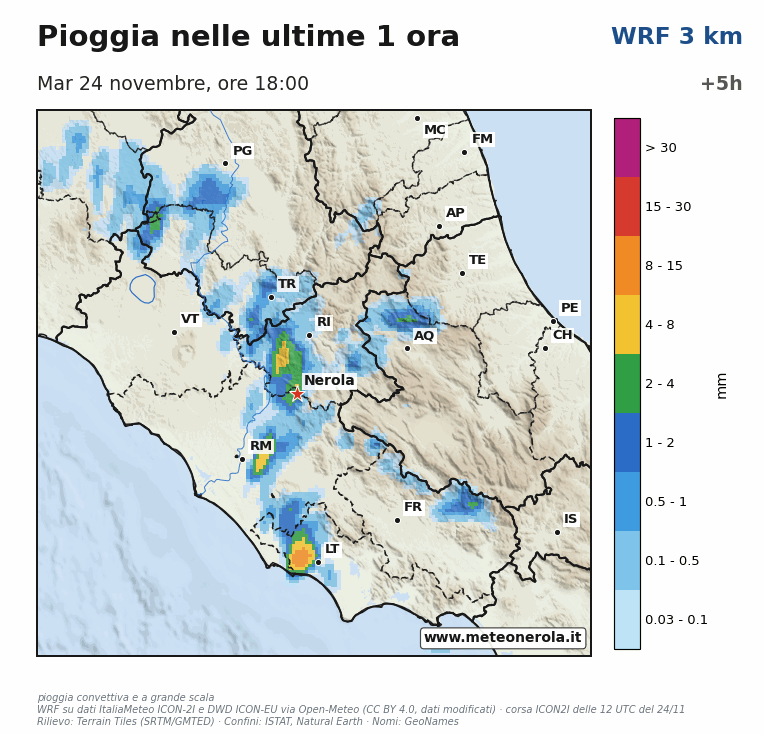 Pioggia nelle ultime 1 ora
WRF 3 km
Mar 24 novembre, ore 18:00
+5h
MC
FM
PG
AP
TE
TR
PE
VT
RI
CH
AQ
Nerola
RM
FR
IS
LT
www.meteonerola.it
> 30
15 - 30
8 - 15
4 - 8
2 - 4
1 - 2
0.5 - 1
0.1 - 0.5
0.03 - 0.1
mm
pioggia convettiva e a grande scala
WRF su dati ItaliaMeteo ICON-2I e DWD ICON-EU via Open-Meteo (CC BY 4.0, dati modificati) · corsa ICON2I delle 12 UTC del 24/11
Rilievo: Terrain Tiles (SRTM/GMTED) · Confini: ISTAT, Natural Earth · Nomi: GeoNames